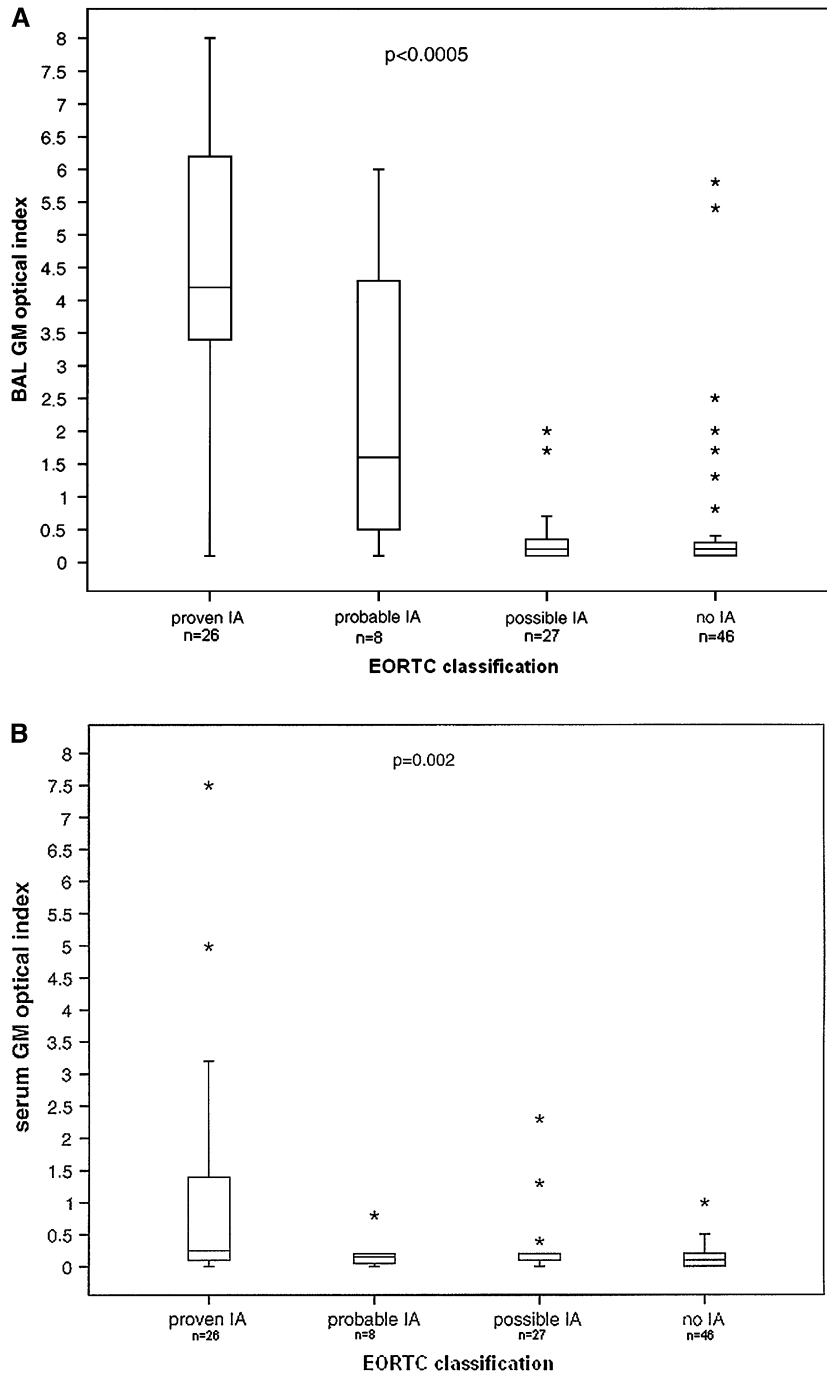 A
p<0.0005
BAL GM optical index
8
7.5
7
6.5
6
5.5
5
4.5
4
3.5
3
2.5
2
1.5
1
0.5
0
proven IA
n=26
probable IA
n=8
possible IA
n=27
no IA
n=46
EORTC classification
B
p=0.002
serum GM optical index
8
7.5
7
6.5
6
5.5
5
4.5
4
3.5
3
2.5
2
1.5
1
0.5
0
proven IA
n=26
probable IA
n=8
possible IA
n=27
no IA
n=46
EORTC classification